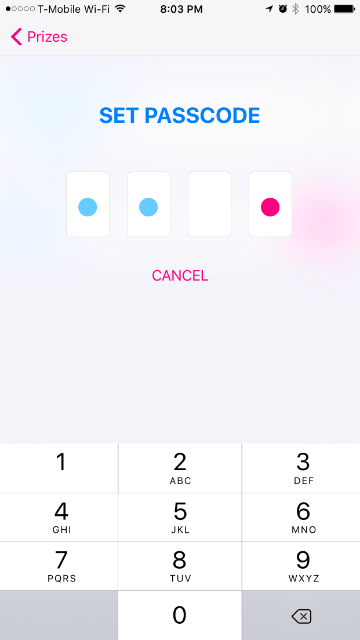 T-Mobile Wi-Fi 8:03 PM 100%
Prizes
SET PASSCODE
CANCEL
1 2 3
ABC DEF
4 5 6
GHI JKL MNO
7 8 9
PQRS TUV WXYZ
0